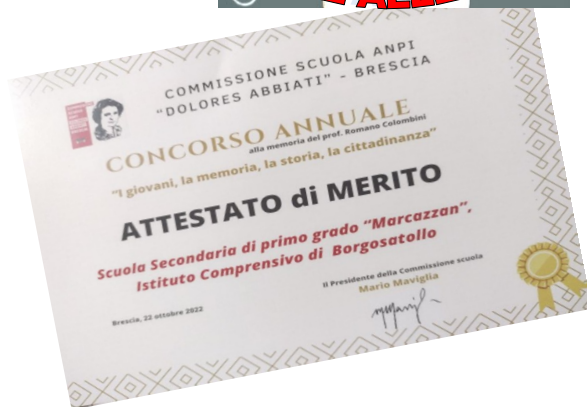 COMMISSIONE SCUOLA ANPI
"DOLORES ABBIATI" - BRESCIA
CONCORSO ANNUALE
alla memoria del prof. Romano Colombini
"I giovani, la memoria, la storia, la cittadinanza"
ATTESTATO di MERITO
Scuola Secondaria di primo grado "Marcazzan",
Istituto Comprensivo di Borgosatollo
Il Presidente della Commissione scuola
Mario Maviglia
Brescia, 22 ottobre 2022